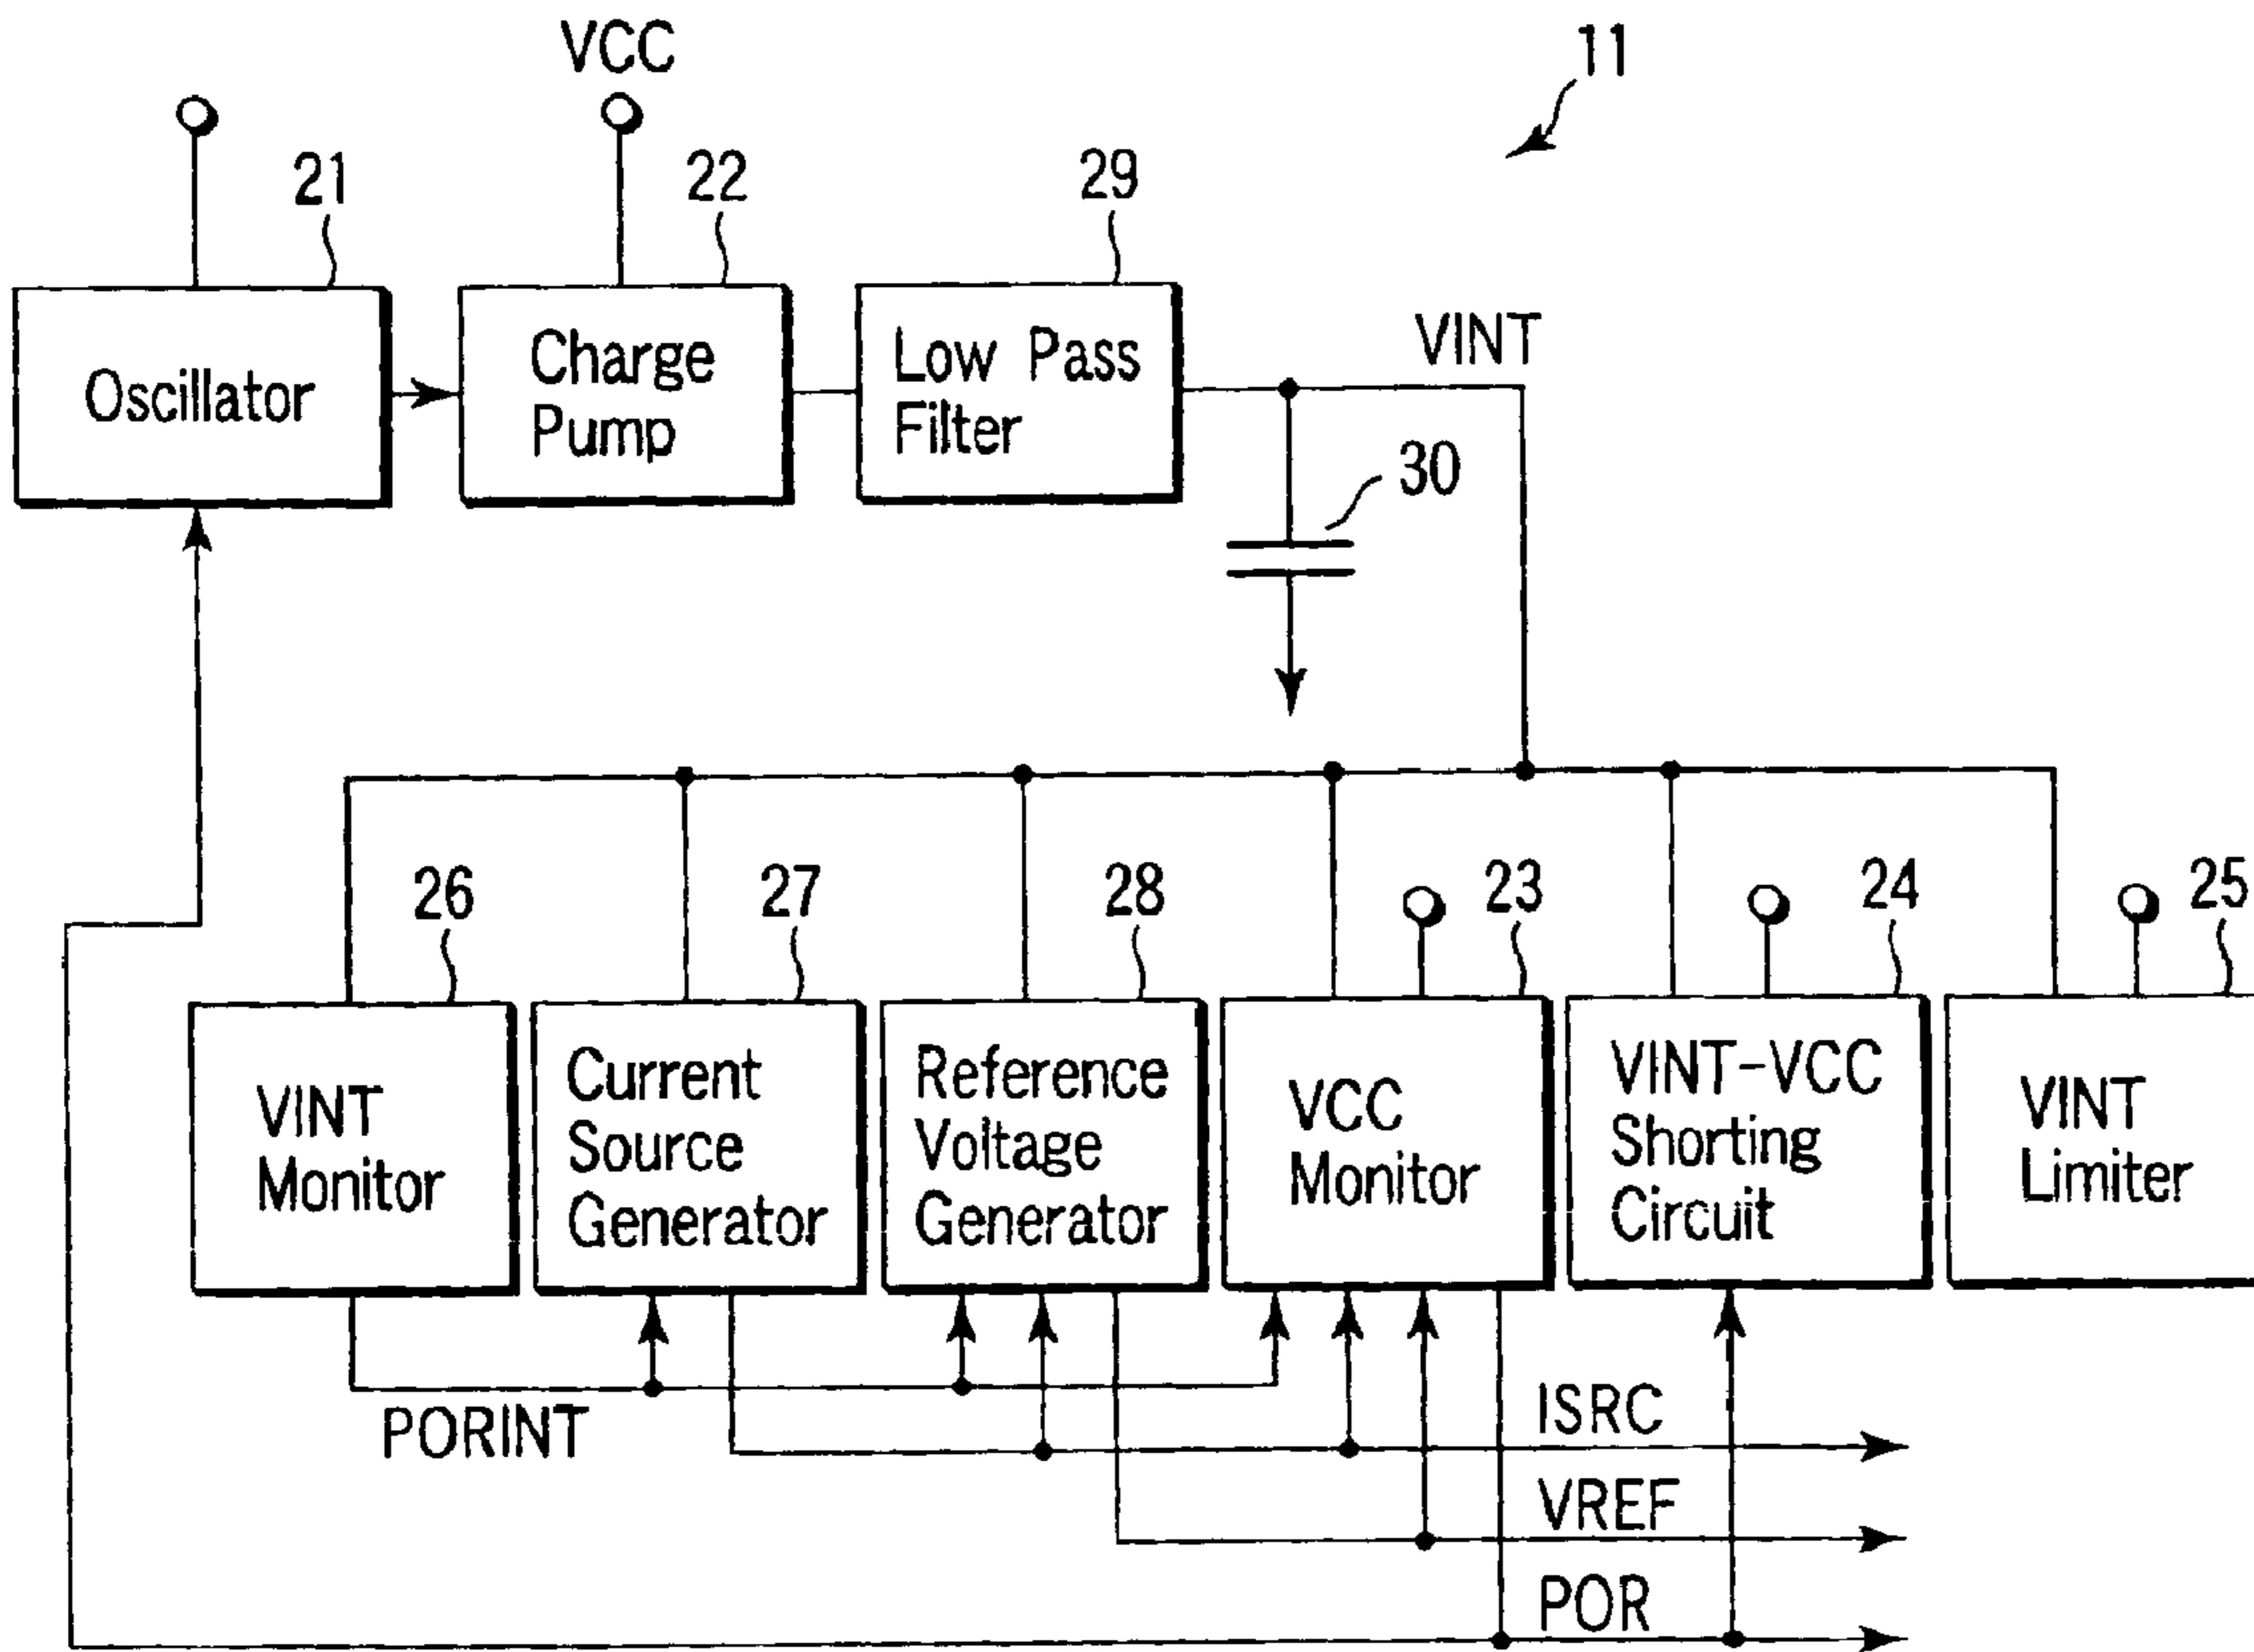 VCC
11
21
22
29
Oscillator
Charge
Pump
Low Pass
Filter
VINT
30
26
27
28
23
24
25
VINT
Monitor
Current
Source
Generator
Reference
Voltage
Generator
VCC
Monitor
VINT-VCC
Shorting
Circuit
VINT
Limiter
PORINT
ISRC
VREF
POR